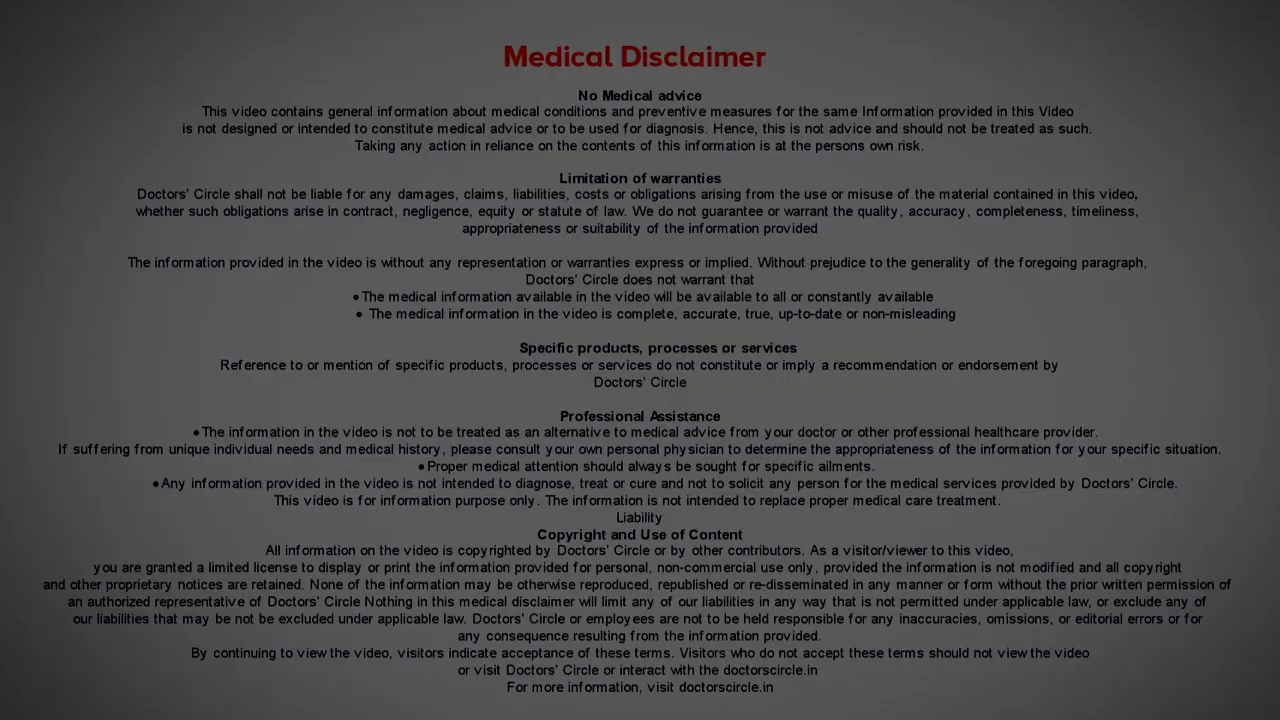 Medical Disclaimer
No Medical advice
This video contains general information about medical conditions and preventive measures for the same Information provided in this Video
is not designed or intended to constitute medical advice or to be used for diagnosis. Hence, this is not advice and should not be treated as such.
Taking any action in reliance on the contents of this information is at the persons own risk.
Limitation of warranties
Doctors' Circle shall not be liable for any damages, claims, liabilities, costs or obligations arising from the use or misuse of the material contained in this video,
whether such obligations arise in contract, negligence, equity or statute of law. We do not guarantee or warrant the quality, accuracy, completeness, timeliness,
appropriateness or suitability of the information provided
The information provided in the video is without any representation or warranties express or implied. Without prejudice to the generality of the foregoing paragraph,
Doctors' Circle does not warrant that
•The medical information available in the video will be available to all or constantly available
• The medical information in the video is complete, accurate, true, up-to-date or non-misleading
Specific products, processes or services
Reference to or mention of specific products, processes or services do not constitute or imply a recommendation or endorsement by
Doctors' Circle
Professional Assistance
•The information in the video is not to be treated as an alternative to medical advice from your doctor or other professional healthcare provider.
If suffering from unique individual needs and medical history, please consult your own personal physician to determine the appropriateness of the information for your specific situation.
•Proper medical attention should always be sought for specific ailments.
•Any information provided in the video is not intended to diagnose, treat or cure and not to solicit any person for the medical services provided by Doctors' Circle.
This video is for information purpose only. The information is not intended to replace proper medical care treatment.
Liability
Copyright and Use of Content
All information on the video is copyrighted by Doctors' Circle or by other contributors. As a visitor/viewer to this video,
you are granted a limited license to display or print the information provided for personal, non-commercial use only, provided the information is not modified and all copyright
and other proprietary notices are retained. None of the information may be otherwise reproduced, republished or re-disseminated in any manner or form without the prior written permission of
an authorized representative of Doctors' Circle Nothing in this medical disclaimer will limit any of our liabilities in any way that is not permitted under applicable law, or exclude any of
our liabilities that may be not be excluded under applicable law. Doctors' Circle or employees are not to be held responsible for any inaccuracies, omissions, or editorial errors or for
any consequence resulting from the information provided.
By continuing to view the video, visitors indicate acceptance of these terms. Visitors who do not accept these terms should not view the video
or visit Doctors' Circle or interact with the doctorscircle.in
For more information, visit doctorscircle.in